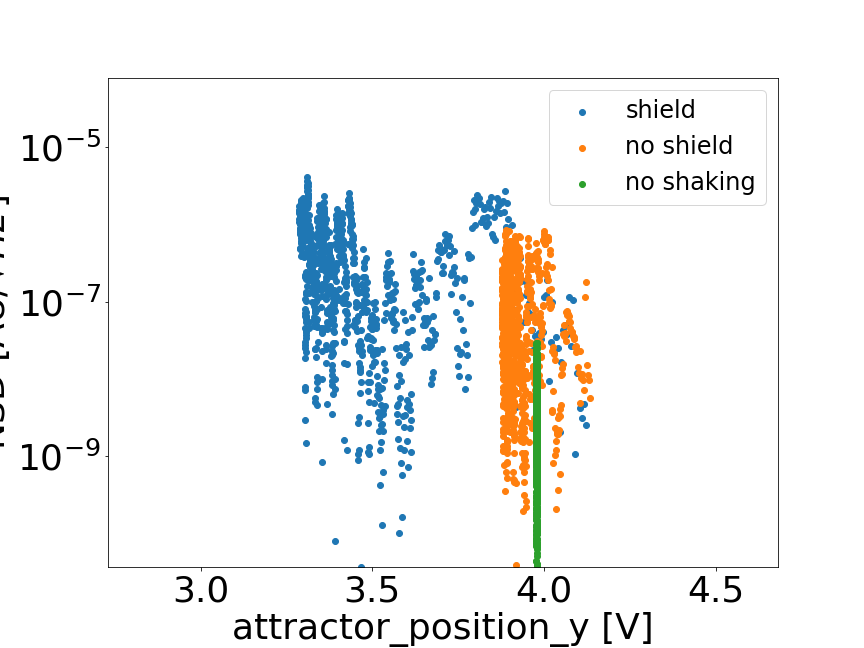 shield
no shield
no shaking
10⁻⁵
10⁻⁷
10⁻⁹
3.0 3.5 4.0 4.5
attractor_position_y [V]